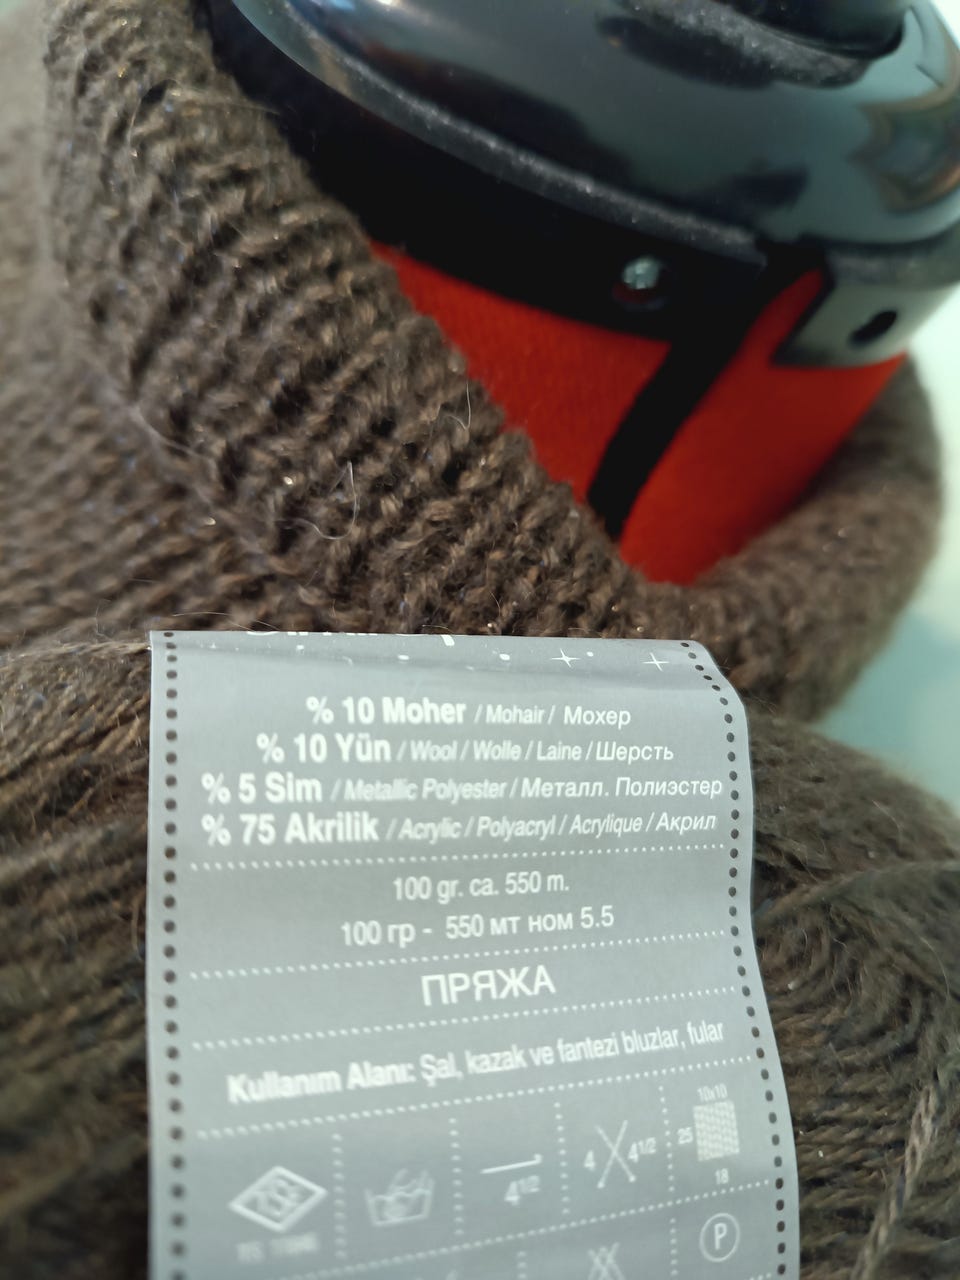 % 10 Moher / Mohair / Мохер
% 10 Yün / Wool / Wolle / Laine / Шерсть
% 5 Sim / Metallic Polyester / Металл. Полиэстер
% 75 Akrilik / Acrylic / Polyacryl / Acrylique / Акрил
100 gr. ca. 550 m.
100 гр - 550 мт ном 5.5
ПРЯЖА
Kullanım Alanı: Şal, kazak ve fantezi bluzlar, fular
10x10
25
4 4 1/2
4 1/2
18
TSE
P